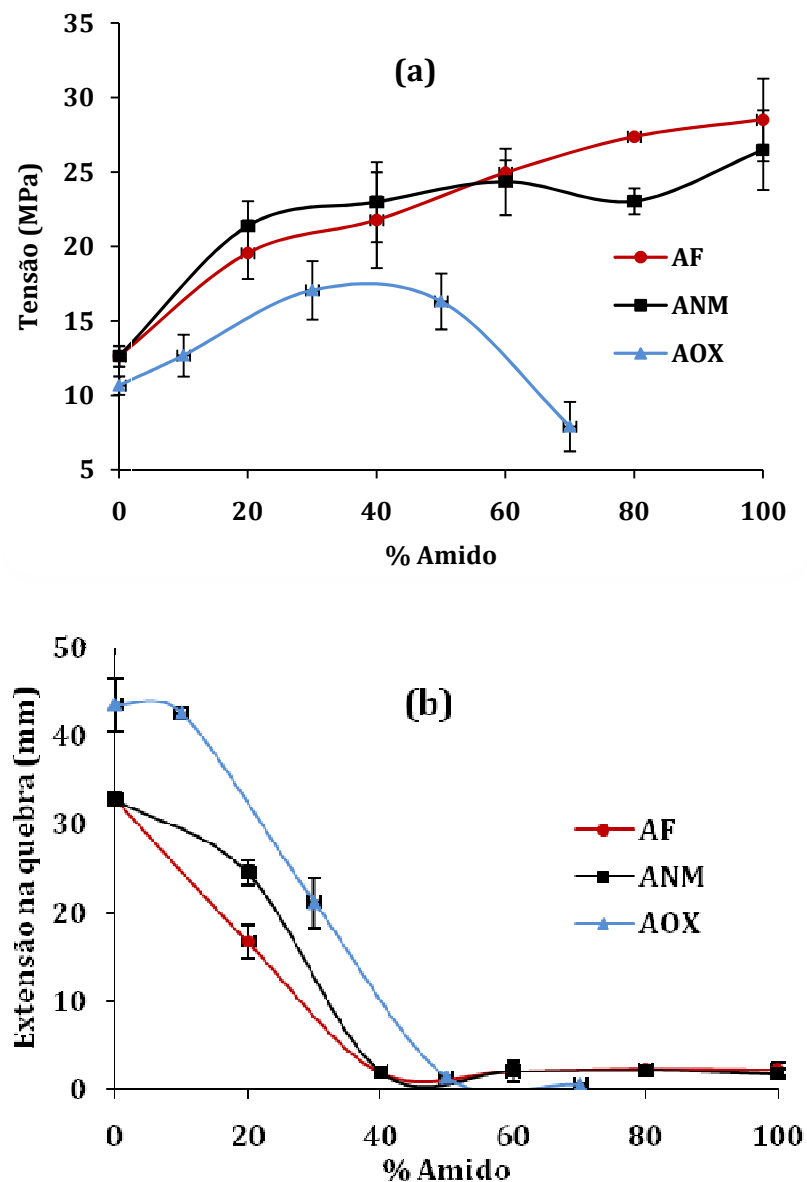 35
30
25
20
15
10
5
Tensão (MPa)
(a)
AF
ANM
AOX
0 20 40 60 80 100
% Amido
50
40
30
20
10
0
Extensão na quebra (mm)
(b)
AF
ANM
AOX
0 20 40 60 80 100
% Amido